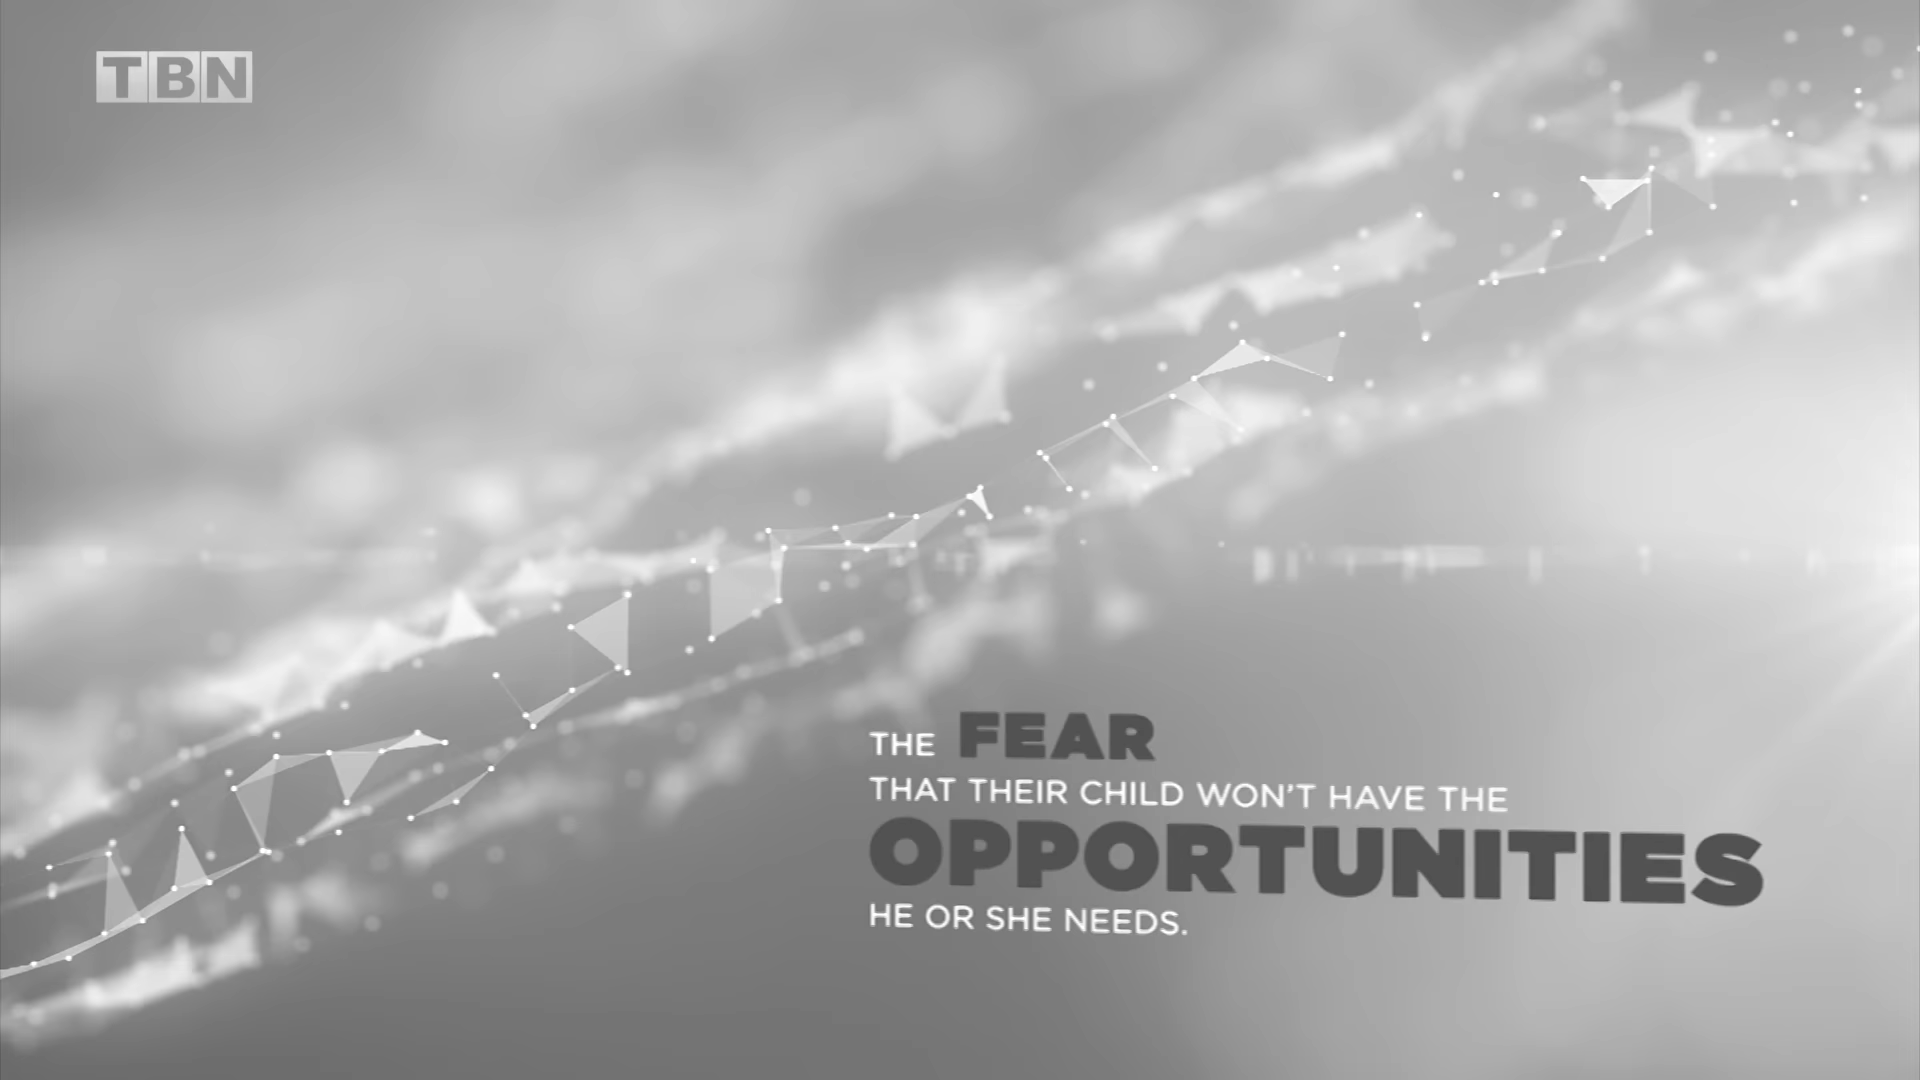 TBN
THE FEAR
THAT THEIR CHILD WON'T HAVE THE
OPPORTUNITIES
HE OR SHE NEEDS.